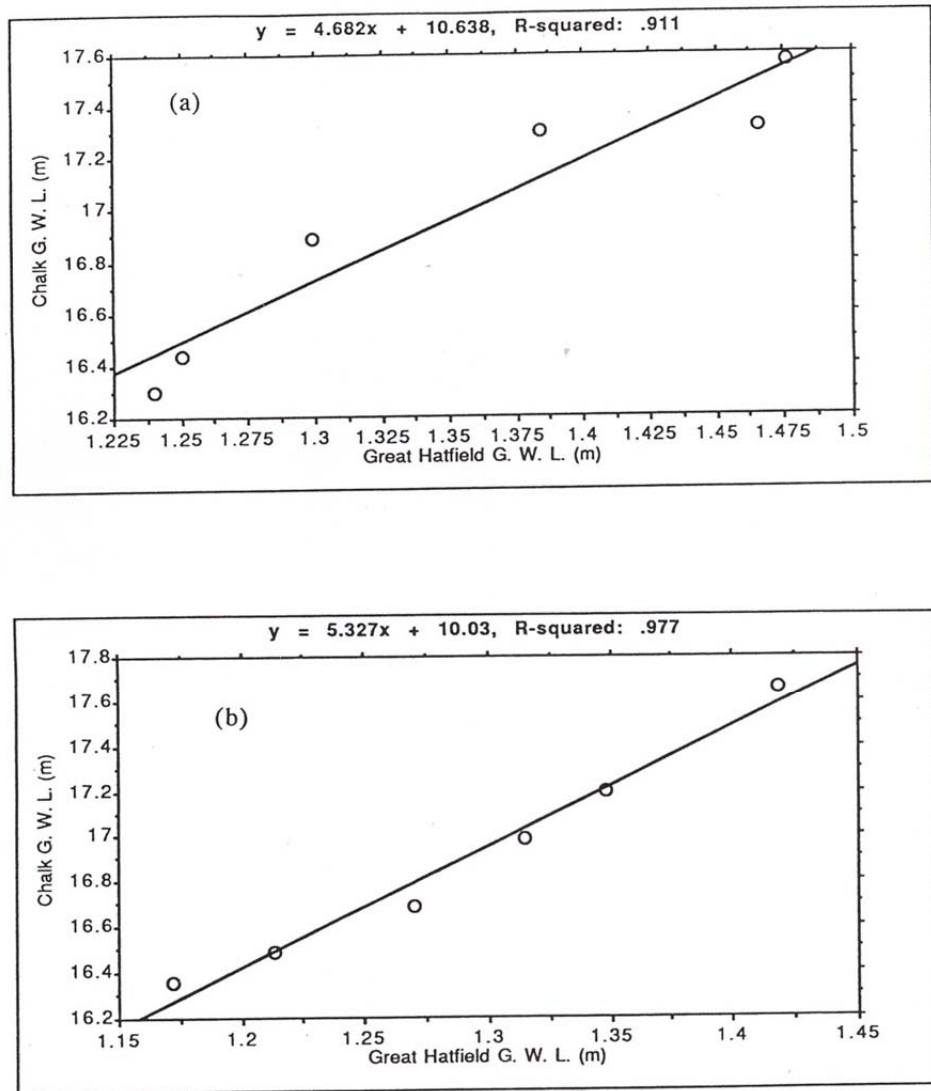 y = 4.682x + 10.638, R-squared: .911
17.6
(a)
17.4
17.2
17
16.8
16.6
16.4
16.2
Chalk G. W. L. (m)
1.225 1.25 1.275 1.3 1.325 1.35 1.375 1.4 1.425 1.45 1.475 1.5
Great Hatfield G. W. L. (m)
y = 5.327x + 10.03, R-squared: .977
17.8
17.6
(b)
17.4
17.2
17
16.8
16.6
16.4
16.2
Chalk G. W. L. (m)
1.15 1.2 1.25 1.3 1.35 1.4 1.45
Great Hatfield G. W. L. (m)